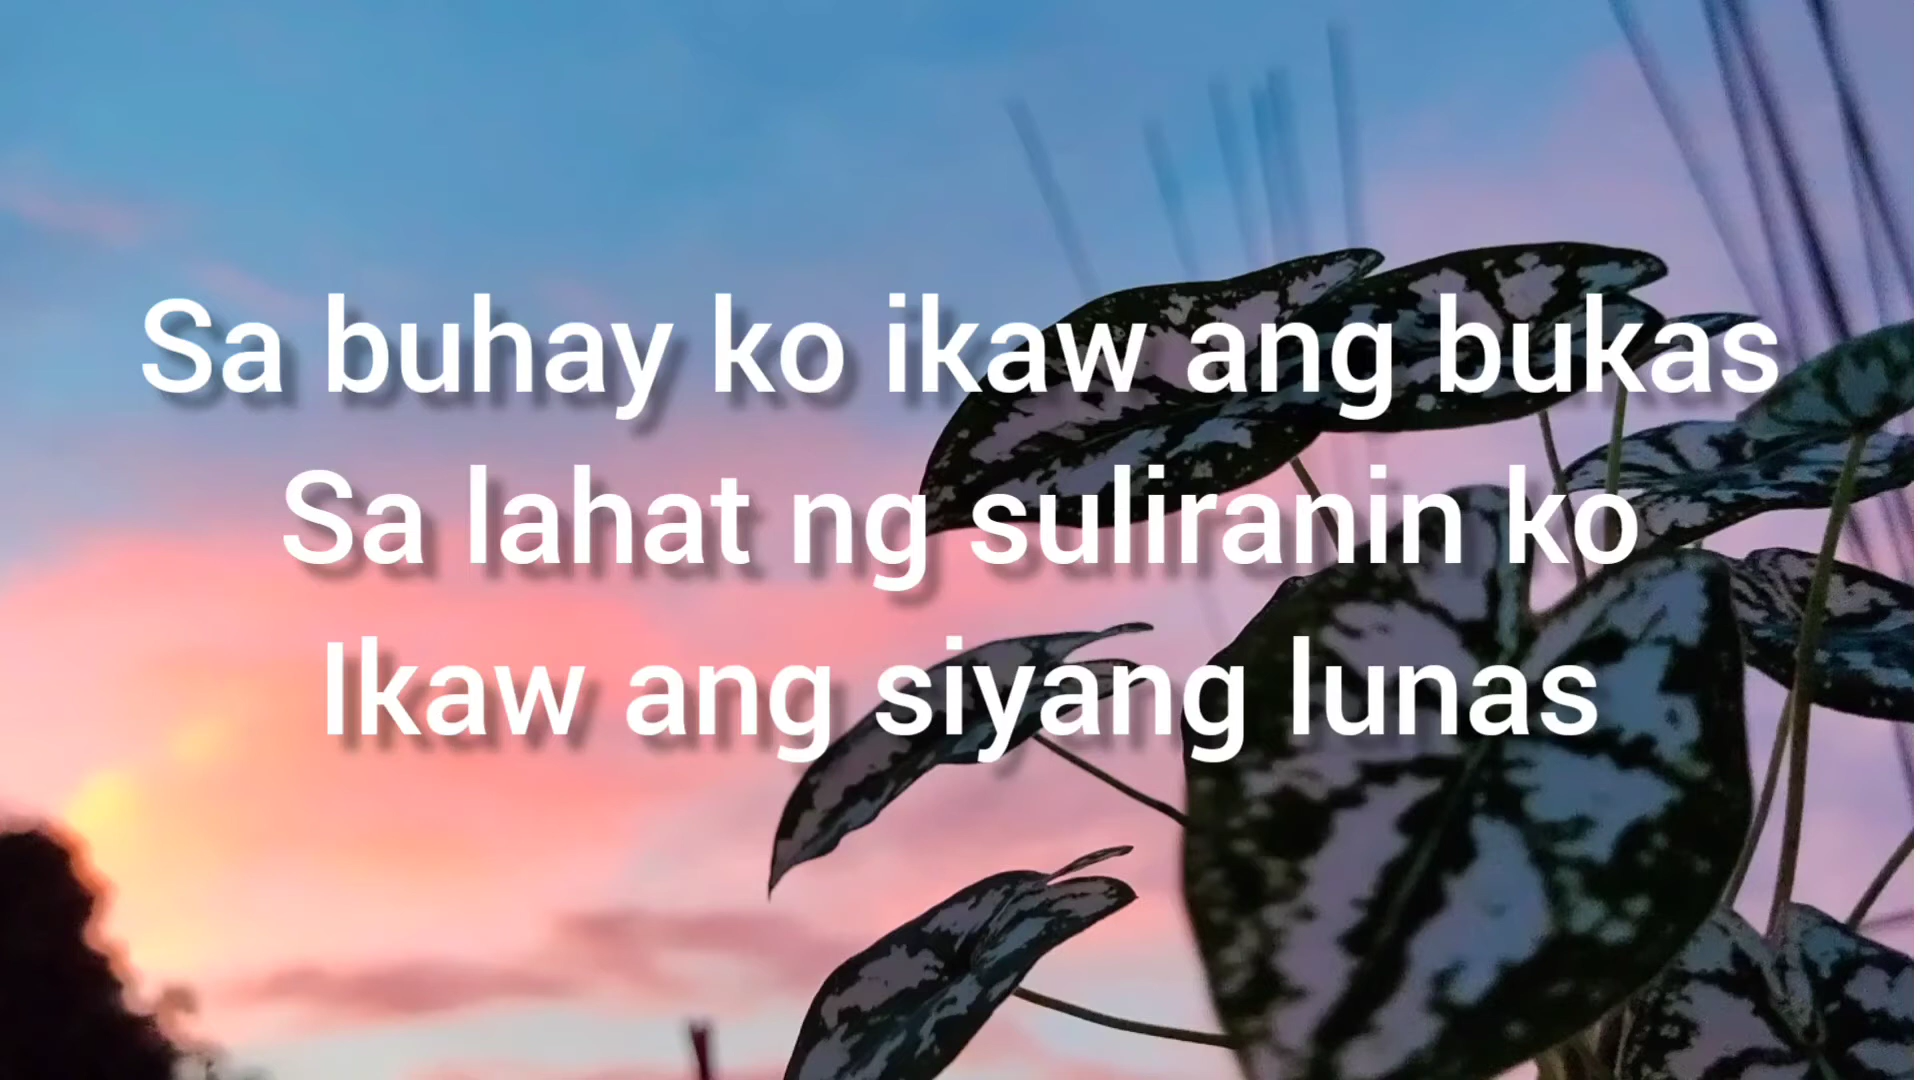 Sa buhay ko ikaw ang bukas
Sa lahat ng suliranin ko
Ikaw ang siyang lunas